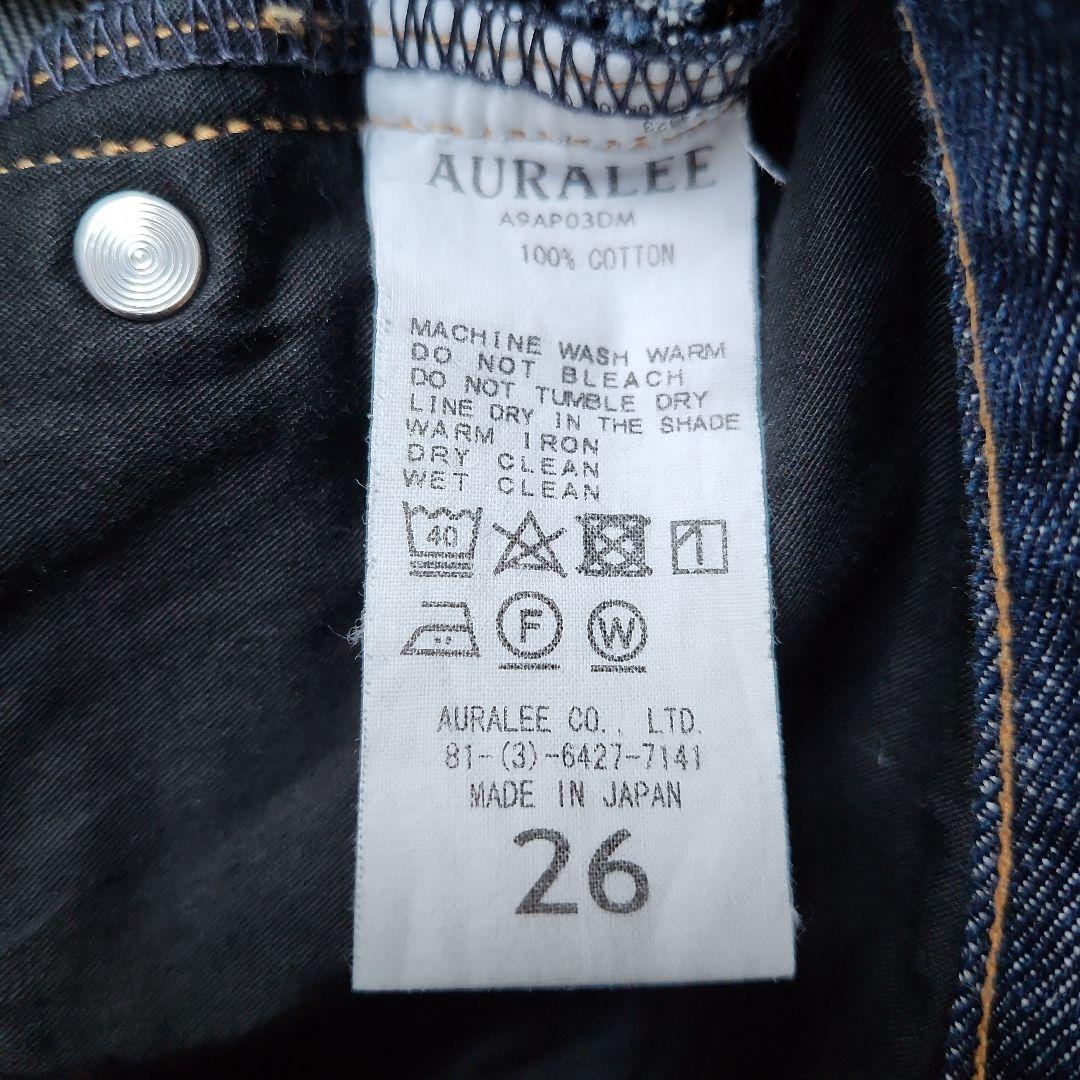 AURALEE
A9AP03DM
100% COTTON
MACHINE WASH WARM
DO NOT BLEACH
DO NOT TUMBLE DRY
LINE DRY IN THE SHADE
WARM IRON
DRY CLEAN
WET CLEAN
40
F W
AURALEE CO., LTD.
81-(3)-6427-7141
MADE IN JAPAN
26